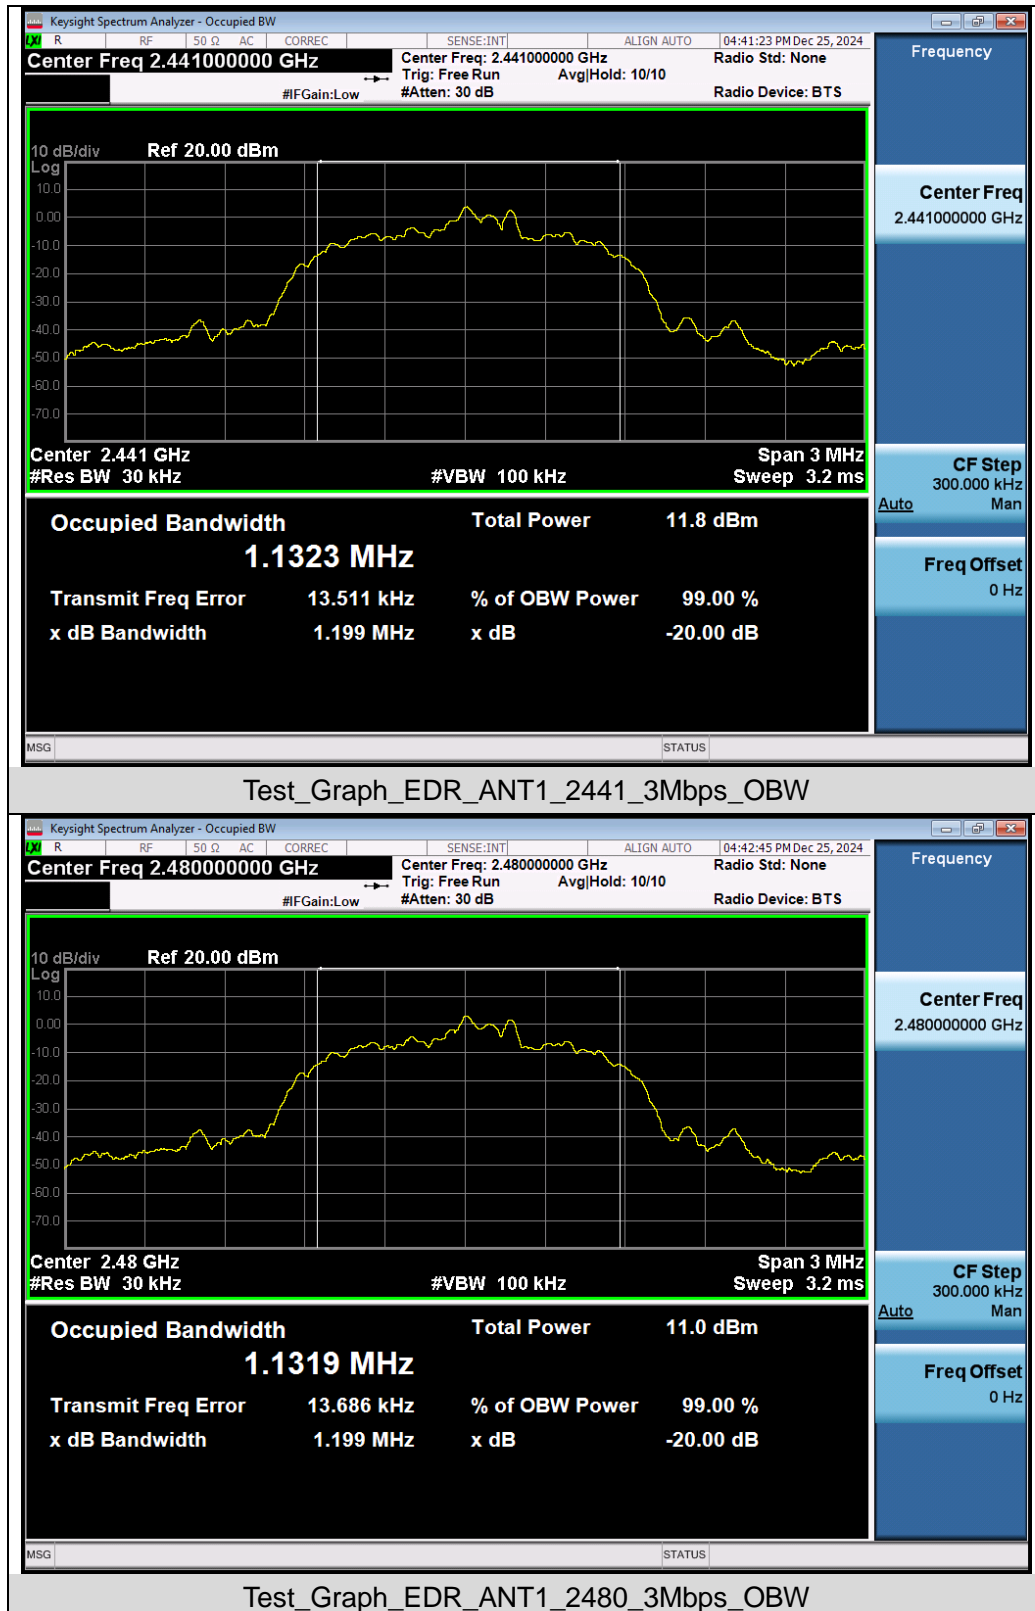 Keysight Spectrum Analyzer - Occupied BW
LXI R RF 50 Ω AC CORREC SENSE:INT ALIGN AUTO 04:41:23 PM Dec 25, 2024
Center Freq 2.441000000 GHz
Center Freq: 2.441000000 GHz Radio Std: None
Trig: Free Run Avg|Hold: 10/10
#IFGain:Low #Atten: 30 dB Radio Device: BTS
Frequency
10 dB/div Ref 20.00 dBm
Log
10.0
0.00
-10.0
-20.0
-30.0
-40.0
-50.0
-60.0
-70.0
Center 2.441 GHz Span 3 MHz
#Res BW 30 kHz #VBW 100 kHz Sweep 3.2 ms
Center Freq
2.441000000 GHz
CF Step
300.000 kHz
Auto Man
Freq Offset
0 Hz
Occupied Bandwidth Total Power 11.8 dBm
1.1323 MHz
Transmit Freq Error 13.511 kHz % of OBW Power 99.00 %
x dB Bandwidth 1.199 MHz x dB -20.00 dB
MSG STATUS
Test_Graph_EDR_ANT1_2441_3Mbps_OBW
Keysight Spectrum Analyzer - Occupied BW
LXI R RF 50 Ω AC CORREC SENSE:INT ALIGN AUTO 04:42:45 PM Dec 25, 2024
Center Freq 2.480000000 GHz
Center Freq: 2.480000000 GHz Radio Std: None
Trig: Free Run Avg|Hold: 10/10
#IFGain:Low #Atten: 30 dB Radio Device: BTS
Frequency
10 dB/div Ref 20.00 dBm
Log
10.0
0.00
-10.0
-20.0
-30.0
-40.0
-50.0
-60.0
-70.0
Center 2.48 GHz Span 3 MHz
#Res BW 30 kHz #VBW 100 kHz Sweep 3.2 ms
Center Freq
2.480000000 GHz
CF Step
300.000 kHz
Auto Man
Freq Offset
0 Hz
Occupied Bandwidth Total Power 11.0 dBm
1.1319 MHz
Transmit Freq Error 13.686 kHz % of OBW Power 99.00 %
x dB Bandwidth 1.199 MHz x dB -20.00 dB
MSG STATUS
Test_Graph_EDR_ANT1_2480_3Mbps_OBW